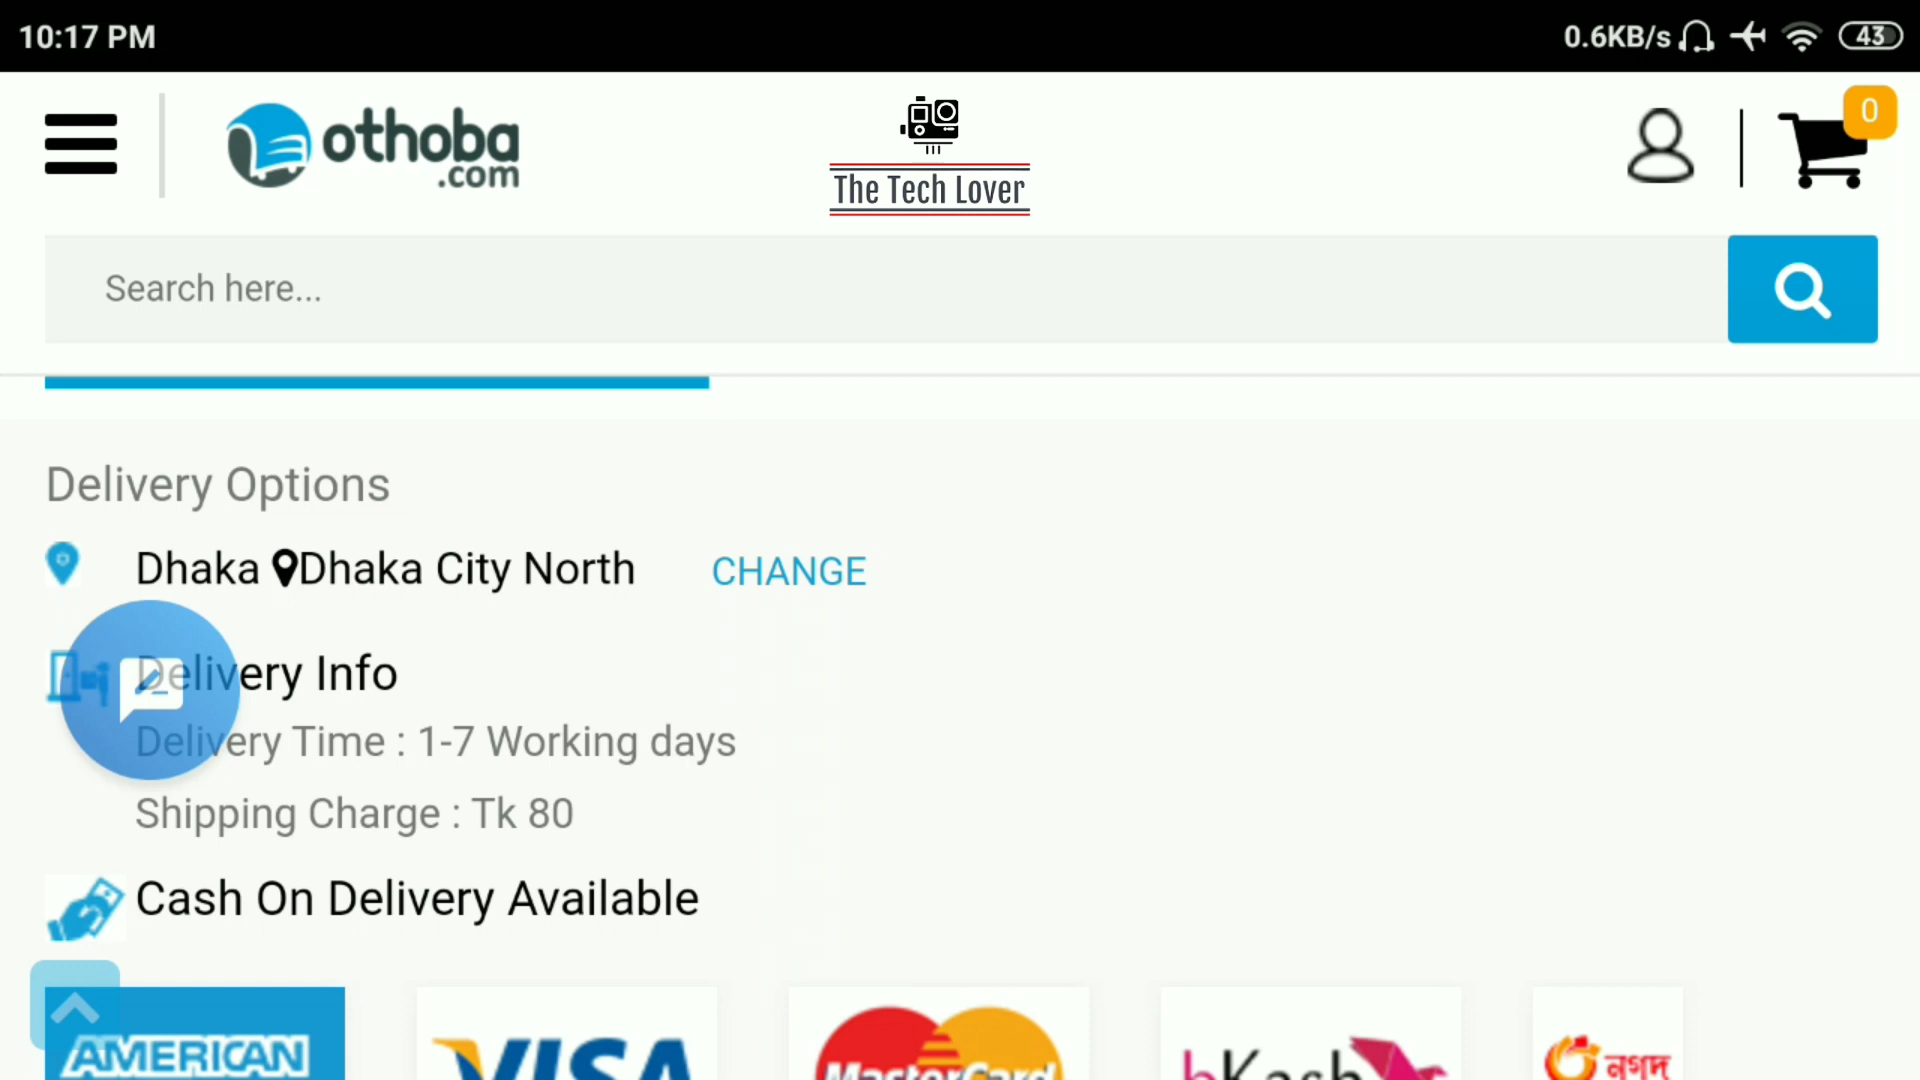 10:17 PM 0.6KB/s 43
othoba
.com
0
The Tech Lover
Search here...
Delivery Options
Dhaka Dhaka City North CHANGE
Delivery Info
Delivery Time : 1-7 Working days
Shipping Charge : Tk 80
Cash On Delivery Available
AMERICAN VISA MasterCard bKash নগদ